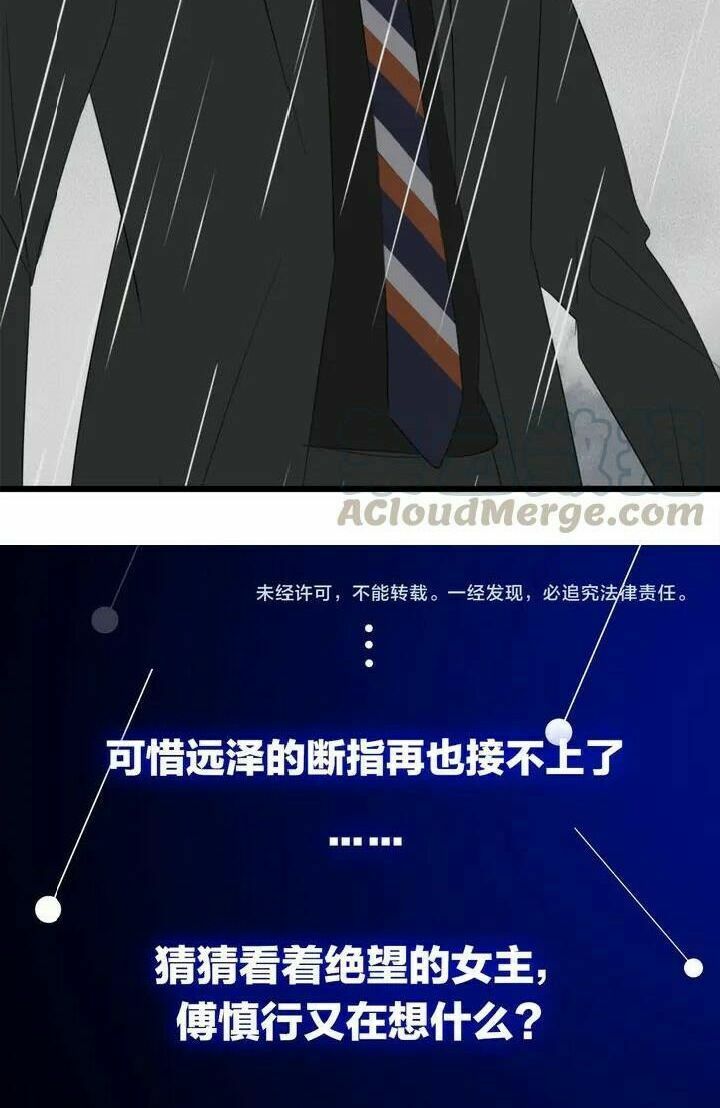 ACloudMerge.com
未经许可，不能转载。一经发现，必追究法律责任。
可惜远泽的断指再也接不上了
……
猜猜看着绝望的女主，
傅慎行又在想什么？